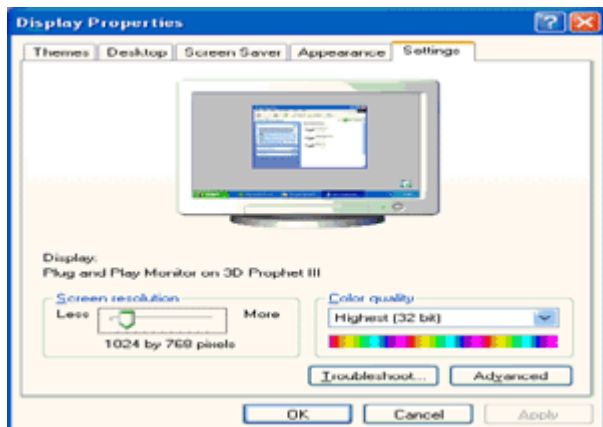 Display Properties
Themes Desktop Screen Saver Appearance Settings
Display:
Plug and Play Monitor on 3D Prophet III
Screen resolution
Less More
1024 by 768 pixels
Color quality
Highest (32 bit)
Troubleshoot... Advanced
OK Cancel Apply